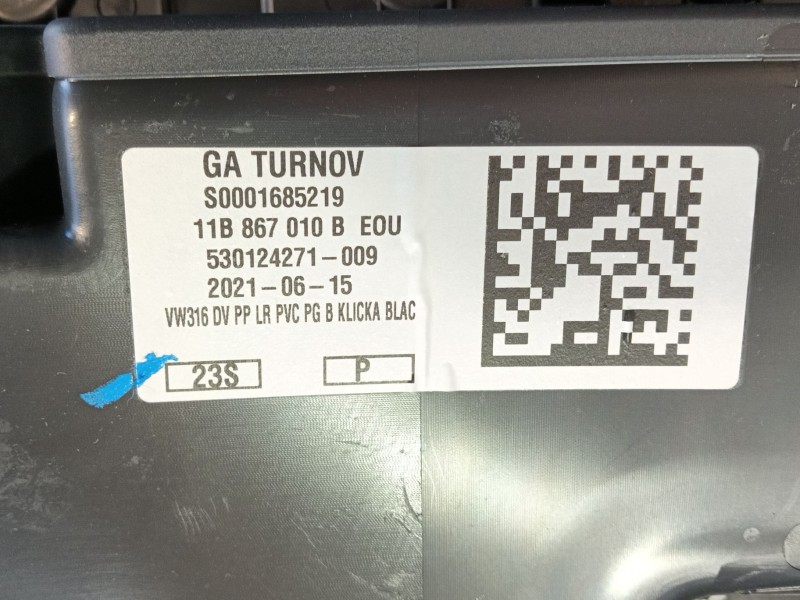 GA TURNOV
S0001685219
11B 867 010 B EOU
530124271-009
2021-06-15
VW316 DV PP LR PVC PG B KLICKA BLAC
23S P